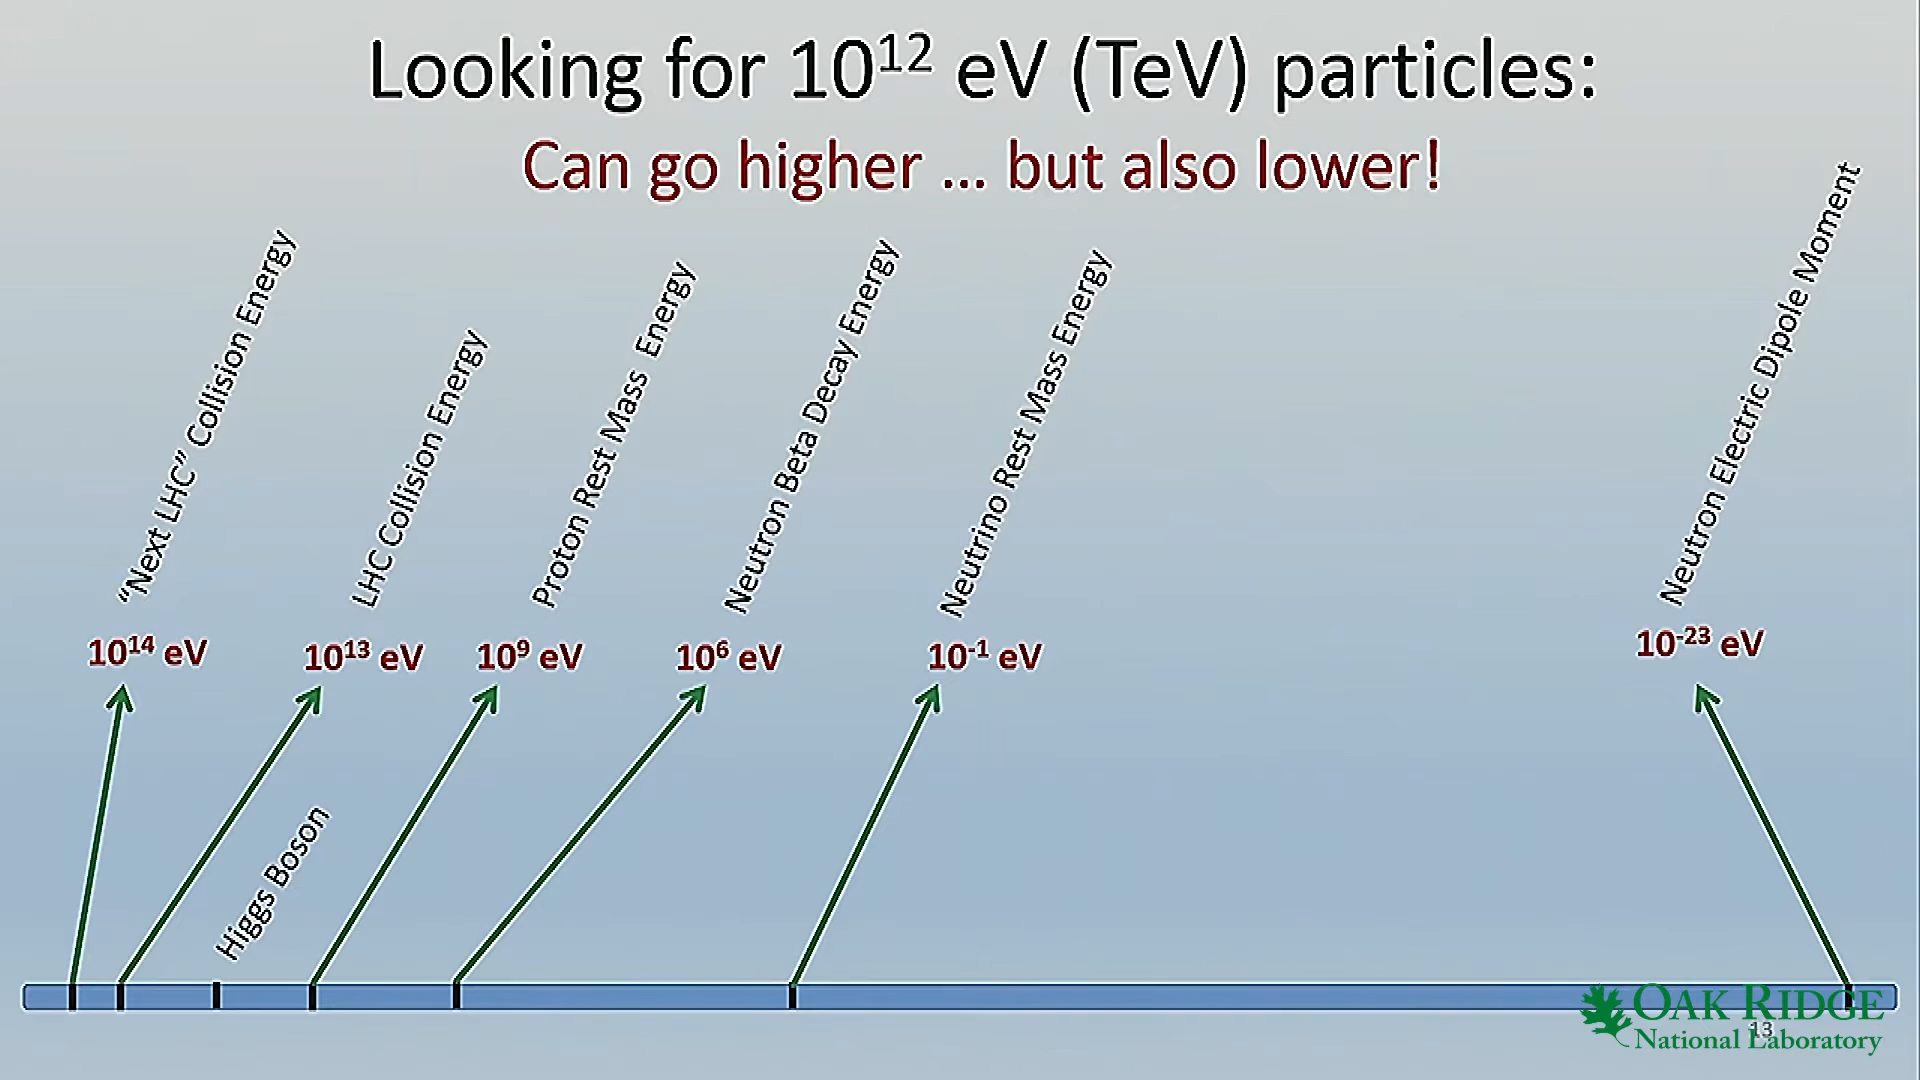 Looking for 10¹² eV (TeV) particles:
Can go higher ... but also lower!
“Next LHC” Collision Energy
LHC Collision Energy
Proton Rest Mass Energy
Neutron Beta Decay Energy
Neutrino Rest Mass Energy
Neutron Electric Dipole Moment
10¹⁴ eV
10¹³ eV
10⁹ eV
10⁶ eV
10⁻¹ eV
10⁻²³ eV
Higgs Boson
OAK RIDGE
National Laboratory
13